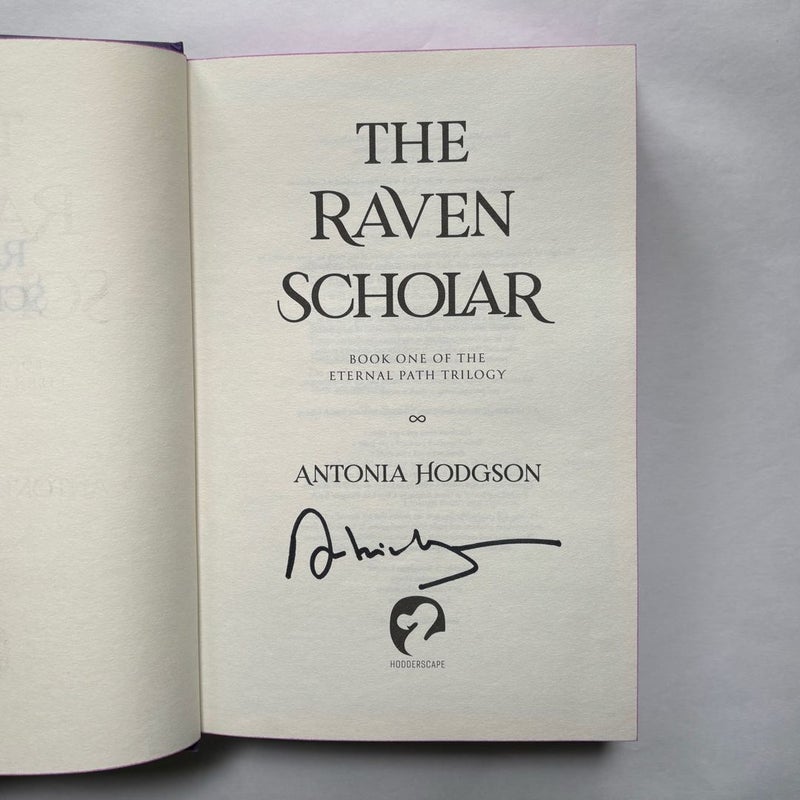 THE
RAVEN
SCHOLAR
BOOK ONE OF THE
ETERNAL PATH TRILOGY
∞
ANTONIA HODGSON
HODDERSCAPE